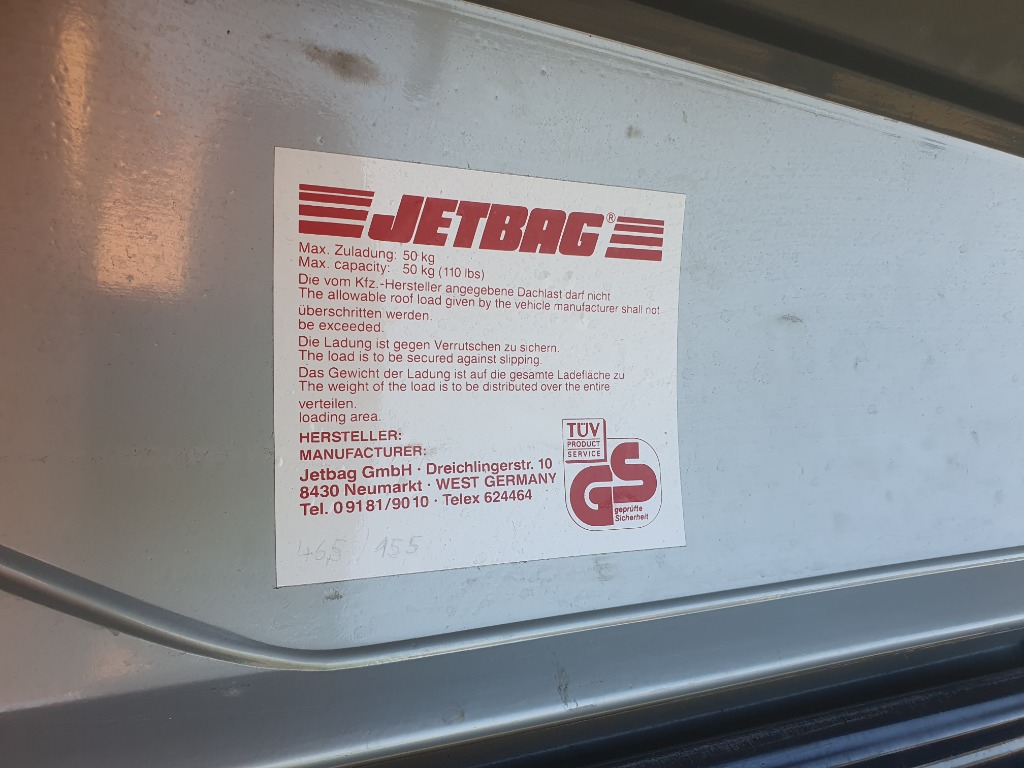 JETBAG®
Max. Zuladung: 50 kg
Max. capacity: 50 kg (110 lbs)
Die vom Kfz.-Hersteller angegebene Dachlast darf nicht
The allowable roof load given by the vehicle manufacturer shall not
überschritten werden.
be exceeded.
Die Ladung ist gegen Verrutschen zu sichern.
The load is to be secured against slipping.
Das Gewicht der Ladung ist auf die gesamte Ladefläche zu
The weight of the load is to be distributed over the entire
verteilen.
loading area.
HERSTELLER:
MANUFACTURER:
Jetbag GmbH · Dreichlingerstr. 10
8430 Neumarkt · WEST GERMANY
Tel. 09181/9010 · Telex 624464
TÜV
PRODUCT
SERVICE
GS
geprüfte
Sicherheit
46,5 155